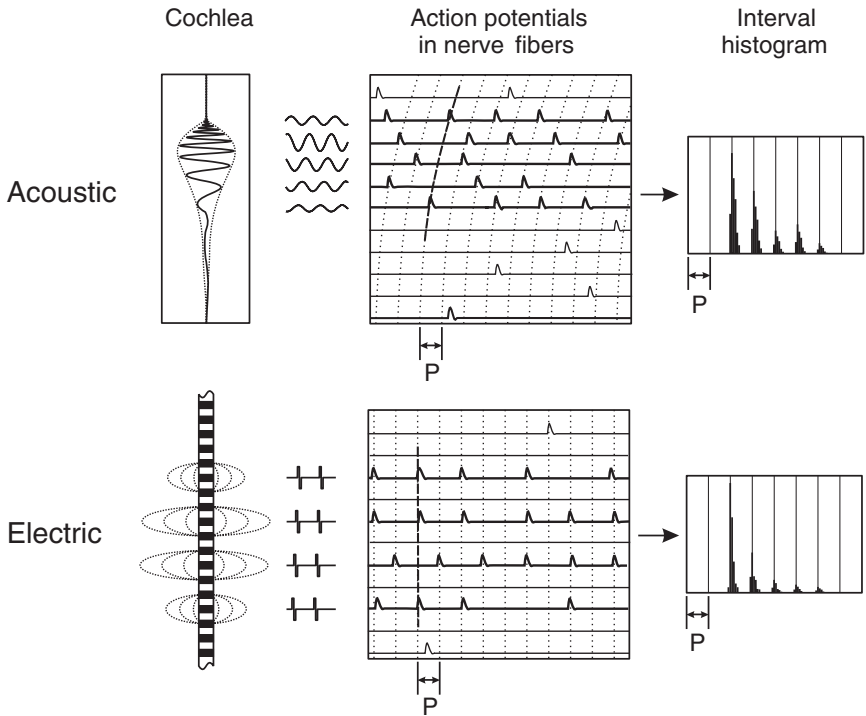 Cochlea
Action potentials
in nerve fibers
Interval
histogram
Acoustic
P
P
Electric
P
P